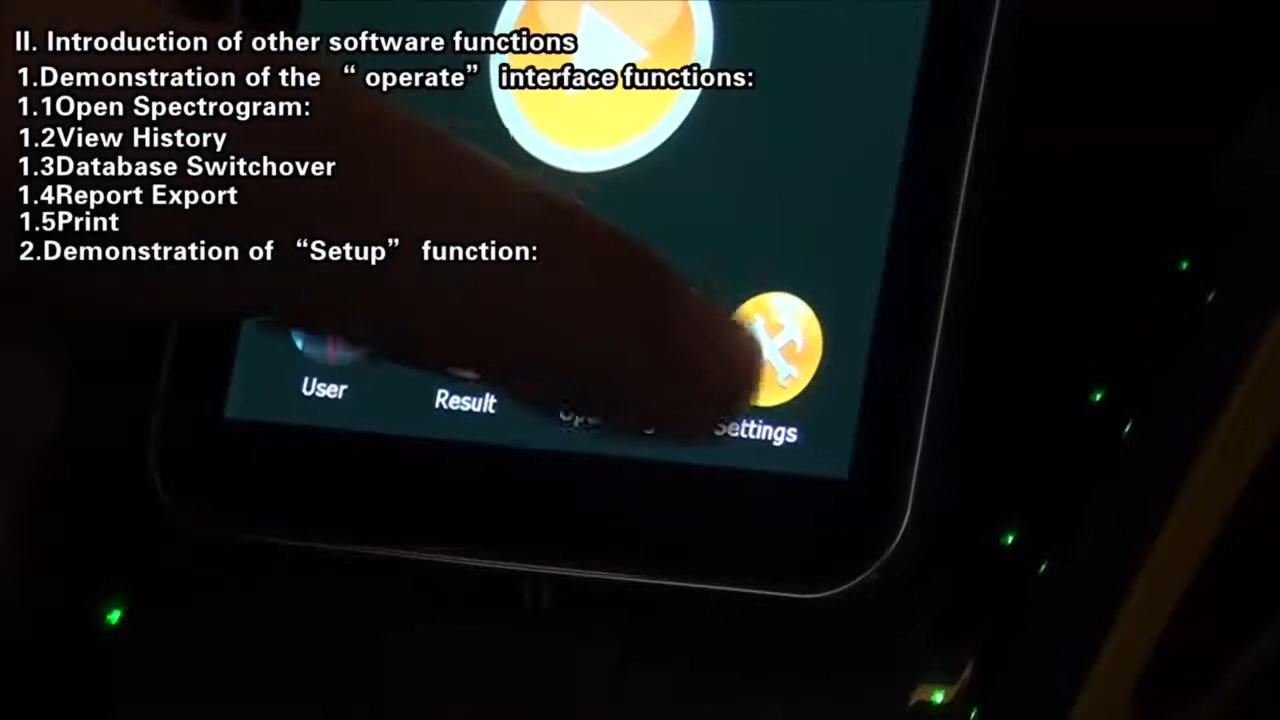 II. Introduction of other software functions
1.Demonstration of the “ operate” interface functions:
1.1Open Spectrogram:
1.2View History
1.3Database Switchover
1.4Report Export
1.5Print
2.Demonstration of “Setup” function:
User
Result
Settings